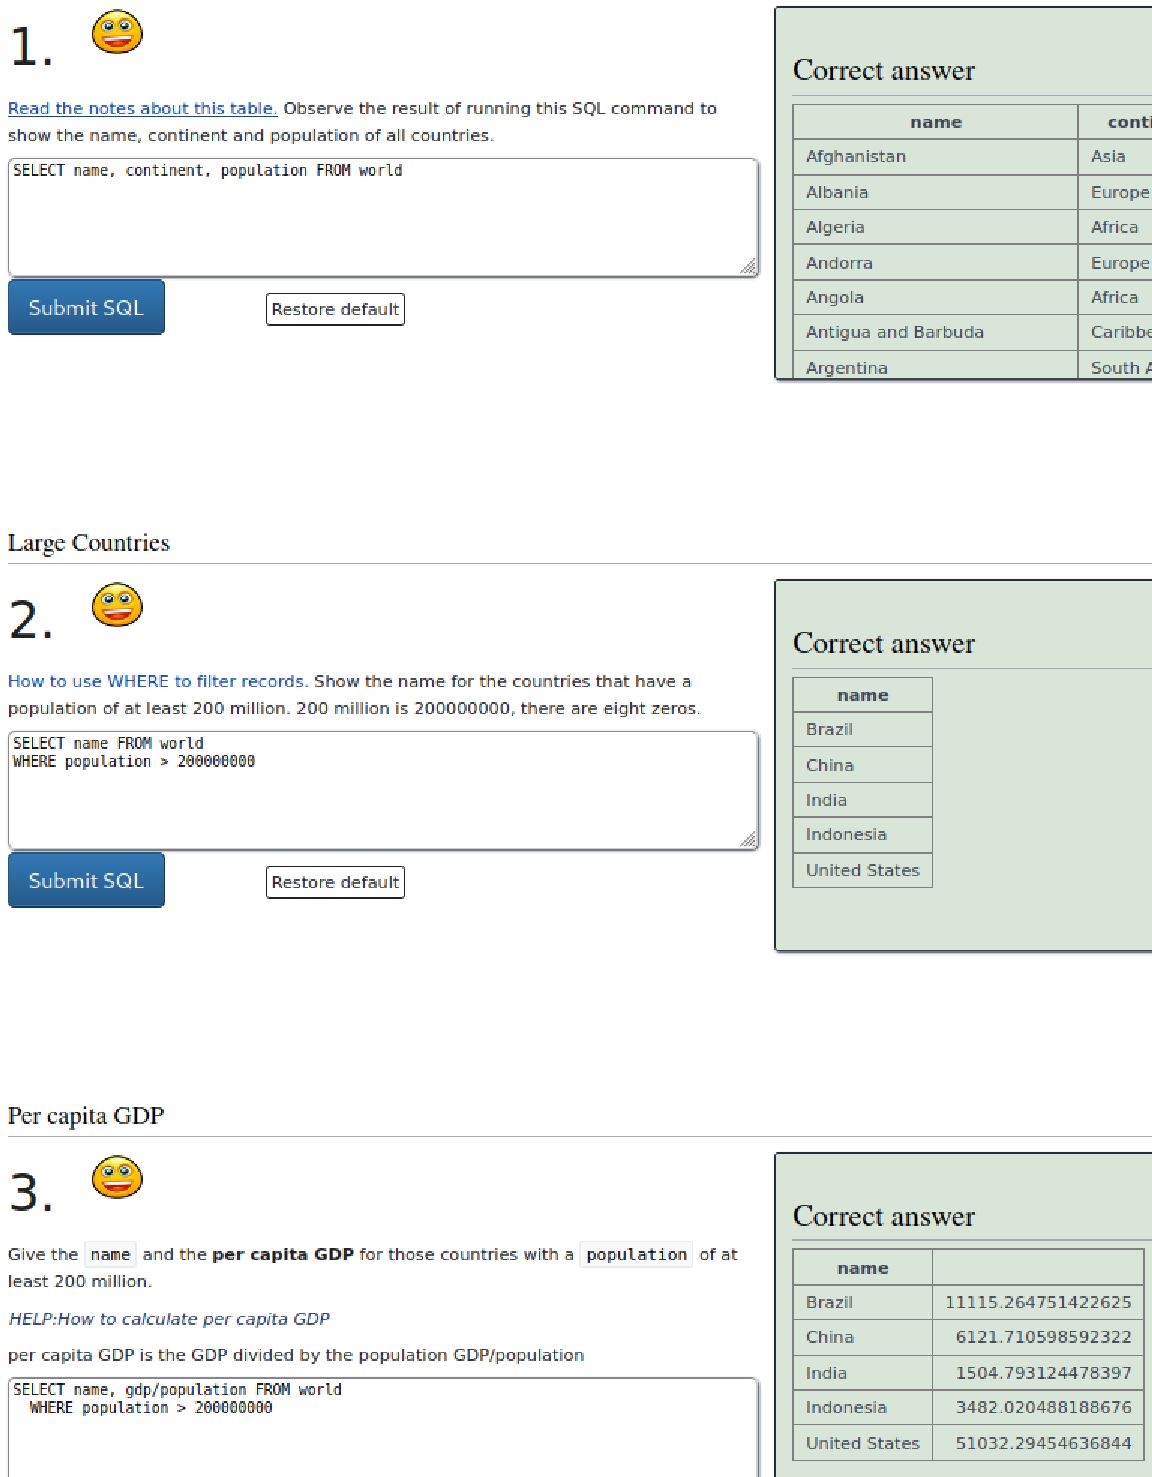 1.
Read the notes about this table. Observe the result of running this SQL command to
show the name, continent and population of all countries.
SELECT name, continent, population FROM world
Submit SQL
Restore default
Correct answer
name conti
Afghanistan Asia
Albania Europe
Algeria Africa
Andorra Europe
Angola Africa
Antigua and Barbuda Caribbe
Argentina South A
Large Countries
2.
How to use WHERE to filter records. Show the name for the countries that have a
population of at least 200 million. 200 million is 200000000, there are eight zeros.
SELECT name FROM world
WHERE population > 200000000
Submit SQL
Restore default
Correct answer
name
Brazil
China
India
Indonesia
United States
Per capita GDP
3.
Give the name and the per capita GDP for those countries with a population of at
least 200 million.
HELP:How to calculate per capita GDP
per capita GDP is the GDP divided by the population GDP/population
SELECT name, gdp/population FROM world
WHERE population > 200000000
Correct answer
name
Brazil 11115.264751422625
China 6121.710598592322
India 1504.793124478397
Indonesia 3482.020488188676
United States 51032.29454636844